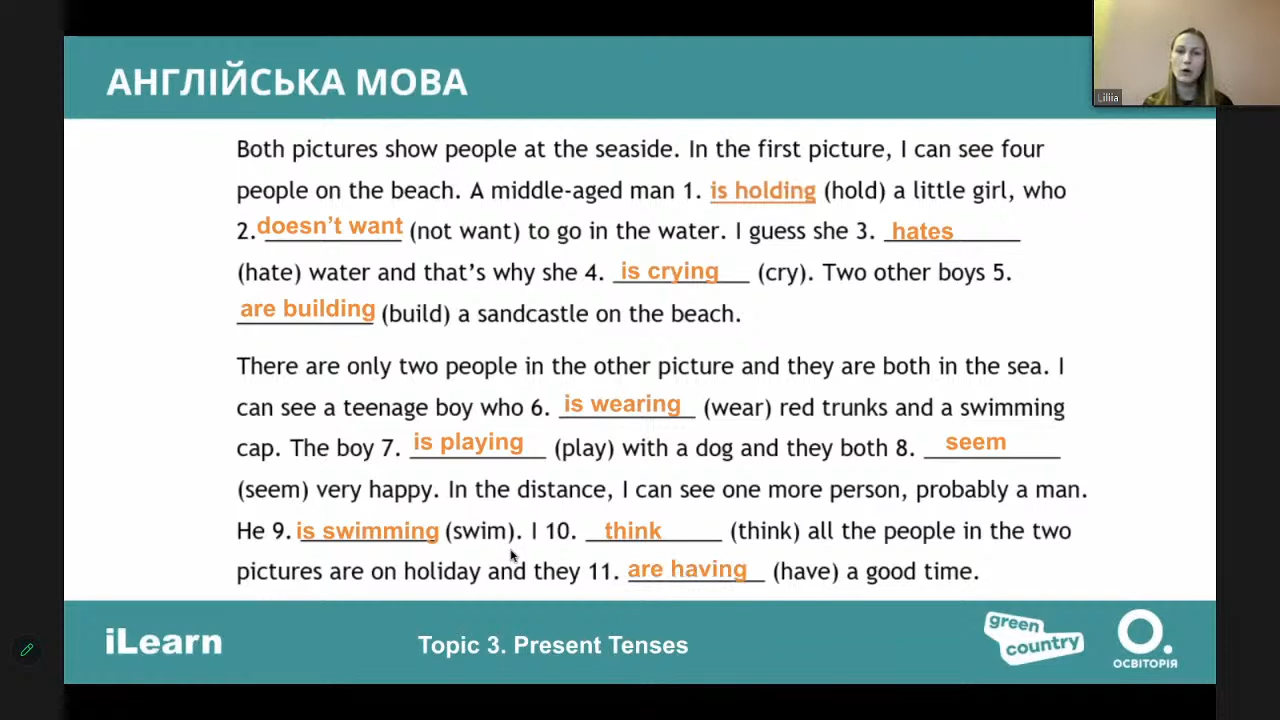 АНГЛІЙСЬКА МОВА
Liliia
Both pictures show people at the seaside. In the first picture, I can see four
people on the beach. A middle-aged man 1. is holding (hold) a little girl, who
2. doesn't want (not want) to go in the water. I guess she 3. hates
(hate) water and that's why she 4. is crying (cry). Two other boys 5.
are building (build) a sandcastle on the beach.
There are only two people in the other picture and they are both in the sea. I
can see a teenage boy who 6. is wearing (wear) red trunks and a swimming
cap. The boy 7. is playing (play) with a dog and they both 8. seem
(seem) very happy. In the distance, I can see one more person, probably a man.
He 9. is swimming (swim). I 10. think (think) all the people in the two
pictures are on holiday and they 11. are having (have) a good time.
iLearn
Topic 3. Present Tenses
green
country
О.
ОСВІТОРІЯ